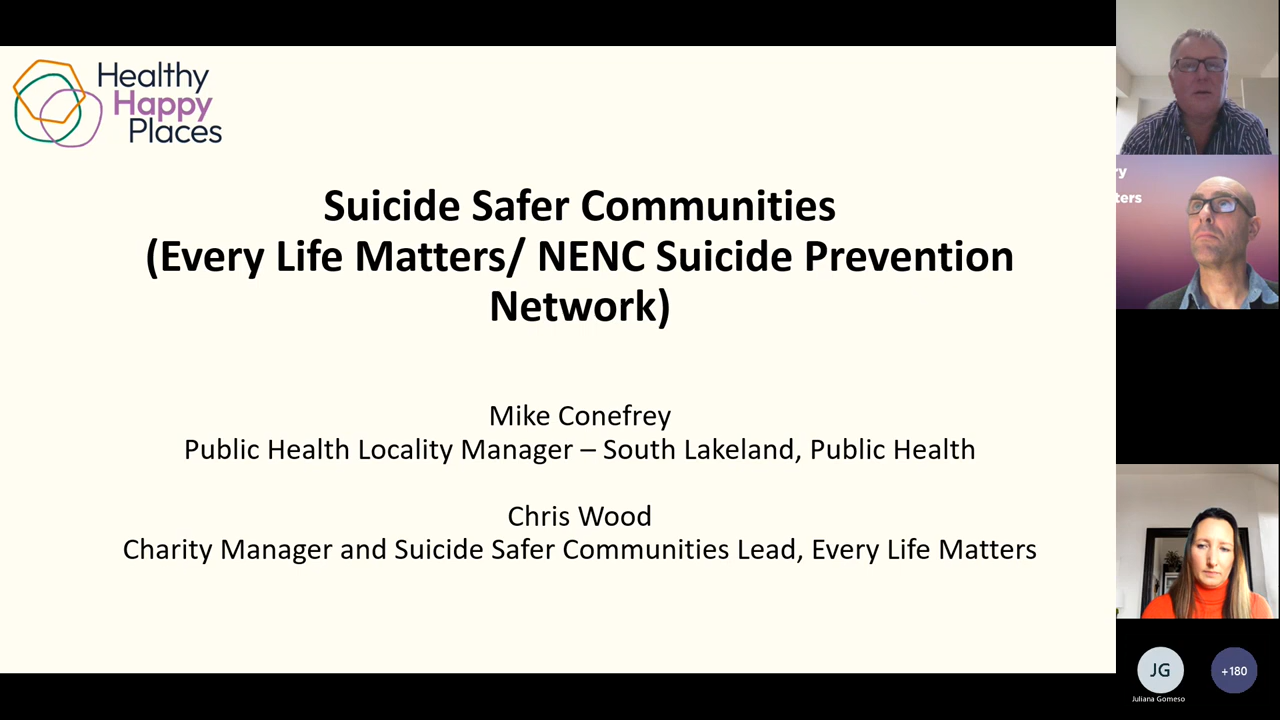 Healthy
Happy
Places
Suicide Safer Communities
(Every Life Matters/ NENC Suicide Prevention
Network)
Mike Conefrey
Public Health Locality Manager – South Lakeland, Public Health
Chris Wood
Charity Manager and Suicide Safer Communities Lead, Every Life Matters
ry
ters
JG
+180
Juliana Gomeso